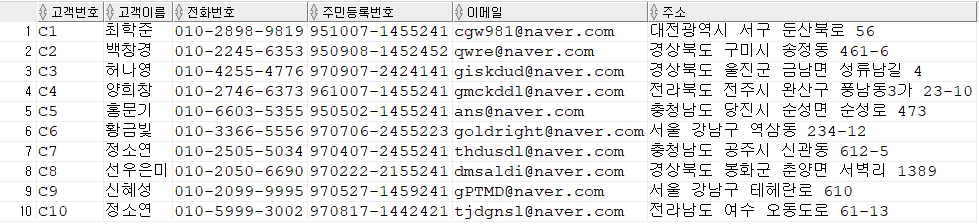 고객번호 고객이름 전화번호 주민등록번호 이메일 주소
1 C1 최학준 010-2898-9819 951007-1455241 cgw981@naver.com 대전광역시 서구 둔산북로 56
2 C2 백창경 010-2245-6353 950908-1452452 qwre@naver.com 경상북도 구미시 송정동 461-6
3 C3 허나영 010-4255-4776 970907-2424141 giskdud@naver.com 경상북도 울진군 금남면 성류남길 4
4 C4 양희창 010-2746-6373 961007-1455241 gmckddl@naver.com 전라북도 전주시 완산구 풍남동3가 23-10
5 C5 홍문기 010-6603-5355 950502-1455241 ans@naver.com 충청남도 당진시 순성면 순성로 473
6 C6 황금빛 010-3366-5556 970706-2455223 goldright@naver.com 서울 강남구 역삼동 234-12
7 C7 정소연 010-2505-5034 970407-2455241 thdusdl@naver.com 충청남도 공주시 신관동 612-5
8 C8 선우은미 010-2050-6690 970222-2155241 dmsaldi@naver.com 경상북도 봉화군 춘양면 서벽리 1389
9 C9 신혜성 010-2099-9995 970527-1459241 gPTMD@naver.com 서울 강남구 테헤란로 610
10 C10 정소연 010-5999-3002 970817-1442421 tjdgnsl@naver.com 전라남도 여수 오동도로 61-13